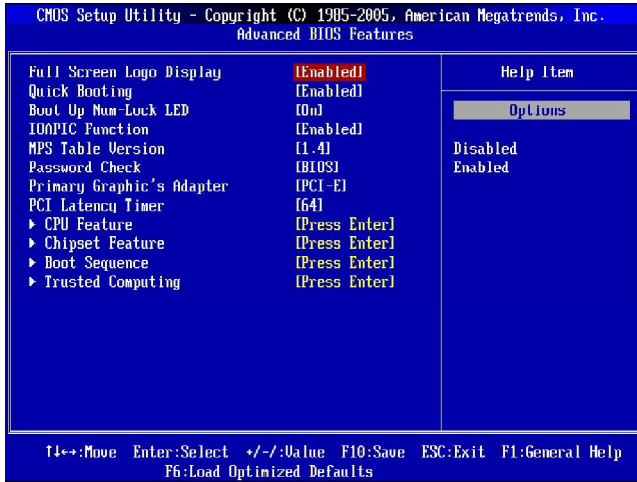 CMOS Setup Utility - Copyright (C) 1985-2005, American Megatrends, Inc.
Advanced BIOS Features
Full Screen Logo Display [Enabled]
Quick Booting [Enabled]
Boot Up Num-Lock LED [On]
IOAPIC Function [Enabled]
MPS Table Version [1.4]
Password Check [BIOS]
Primary Graphic's Adapter [PCI-E]
PCI Latency Timer [64]
▶ CPU Feature [Press Enter]
▶ Chipset Feature [Press Enter]
▶ Boot Sequence [Press Enter]
▶ Trusted Computing [Press Enter]
Help Item
Options
Disabled
Enabled
↑↓←→:Move Enter:Select +/-/:Value F10:Save ESC:Exit F1:General Help
F6:Load Optimized Defaults